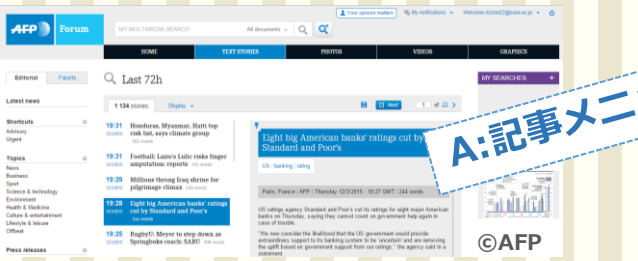 Your opinion matters My notifications Welcome
AFP Forum MY MULTIMEDIA SEARCH All documents
HOME TEXT STORIES PHOTOS VIDEOS GRAPHICS
Editorial Facets
Last 72h
MY SEARCHES +
Latest news
1 134 stories Display Alert 1 of 22
Shortcuts
Advisory
Urgent
Topics
News
Business
Sport
Science & technology
Environment
Health & Medicine
Culture & entertainment
Lifestyle & leisure
Offbeat
Press releases
19:31 Honduras, Myanmar, Haiti top
risk list, says climate group
19:31 Football: Lazio's Lulic risks finger
amputation: reports
19:29 Millions throng Iraq shrine for
pilgrimage climax
19:28 Eight big American banks' ratings
cut by Standard and Poor's
19:25 RugbyU: Meyer to step down as
Springboks coach: SARU
Eight big American banks' ratings cut by
Standard and Poor's
US banking rating
Paris, France | AFP | Thursday 12/3/2015 - 10:27 GMT | 244 words
US ratings agency Standard and Poor's cut its ratings for eight major American
banks on Thursday, saying they cannot count on government help again in
case of trouble.
"We now consider the likelihood that the US government would provide
extraordinary support to its banking system to be 'uncertain' and are removing
the uplift based on government support from our ratings," the agency said in a
statement.
A:記事メニ
©AFP